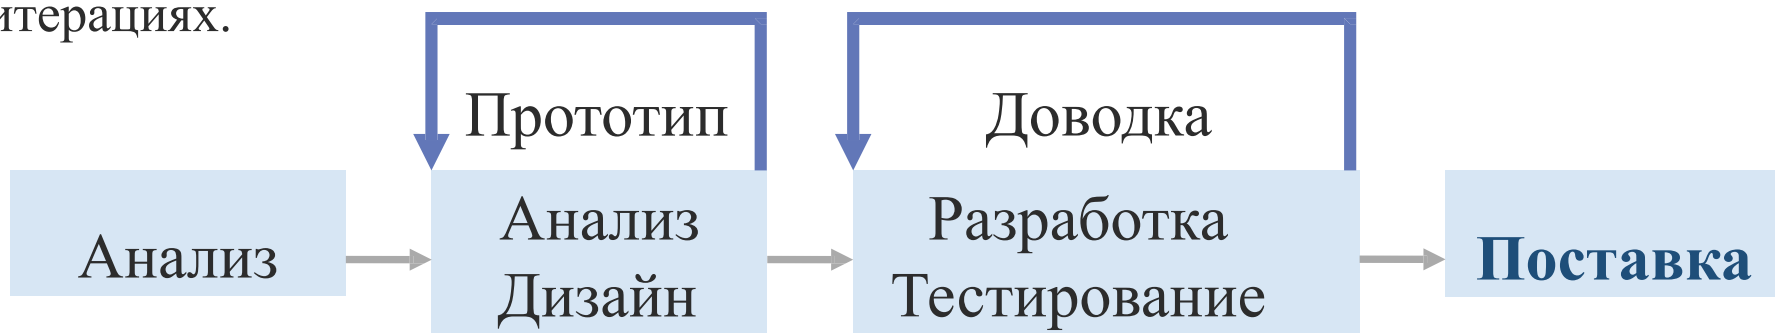 итерациях.
Прототип
Доводка
Анализ
Анализ
Дизайн
Разработка
Тестирование
Поставка